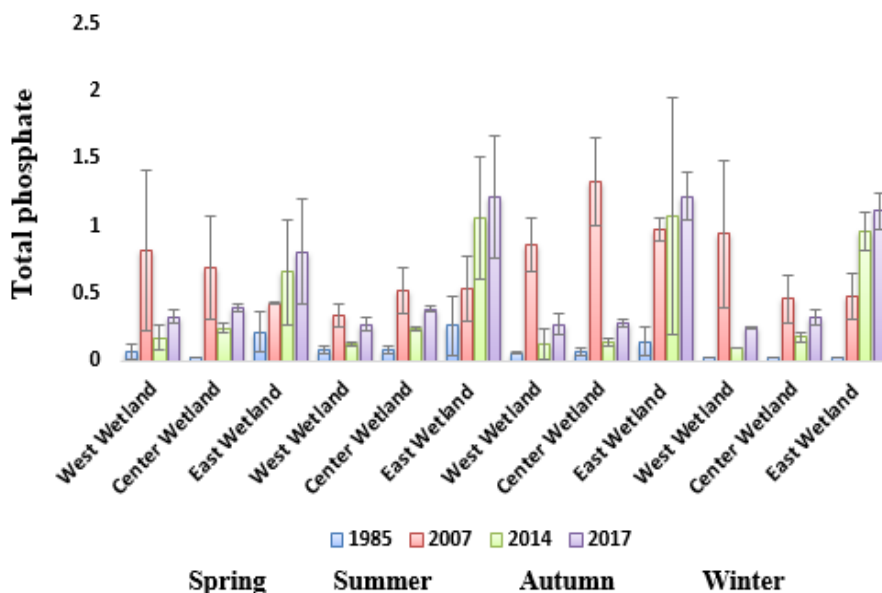 2.5
2
1.5
1
0.5
0
Total phosphate
West Wetland
Center Wetland
East Wetland
West Wetland
Center Wetland
East Wetland
West Wetland
Center Wetland
East Wetland
West Wetland
Center Wetland
East Wetland
1985 2007 2014 2017
Spring Summer Autumn Winter